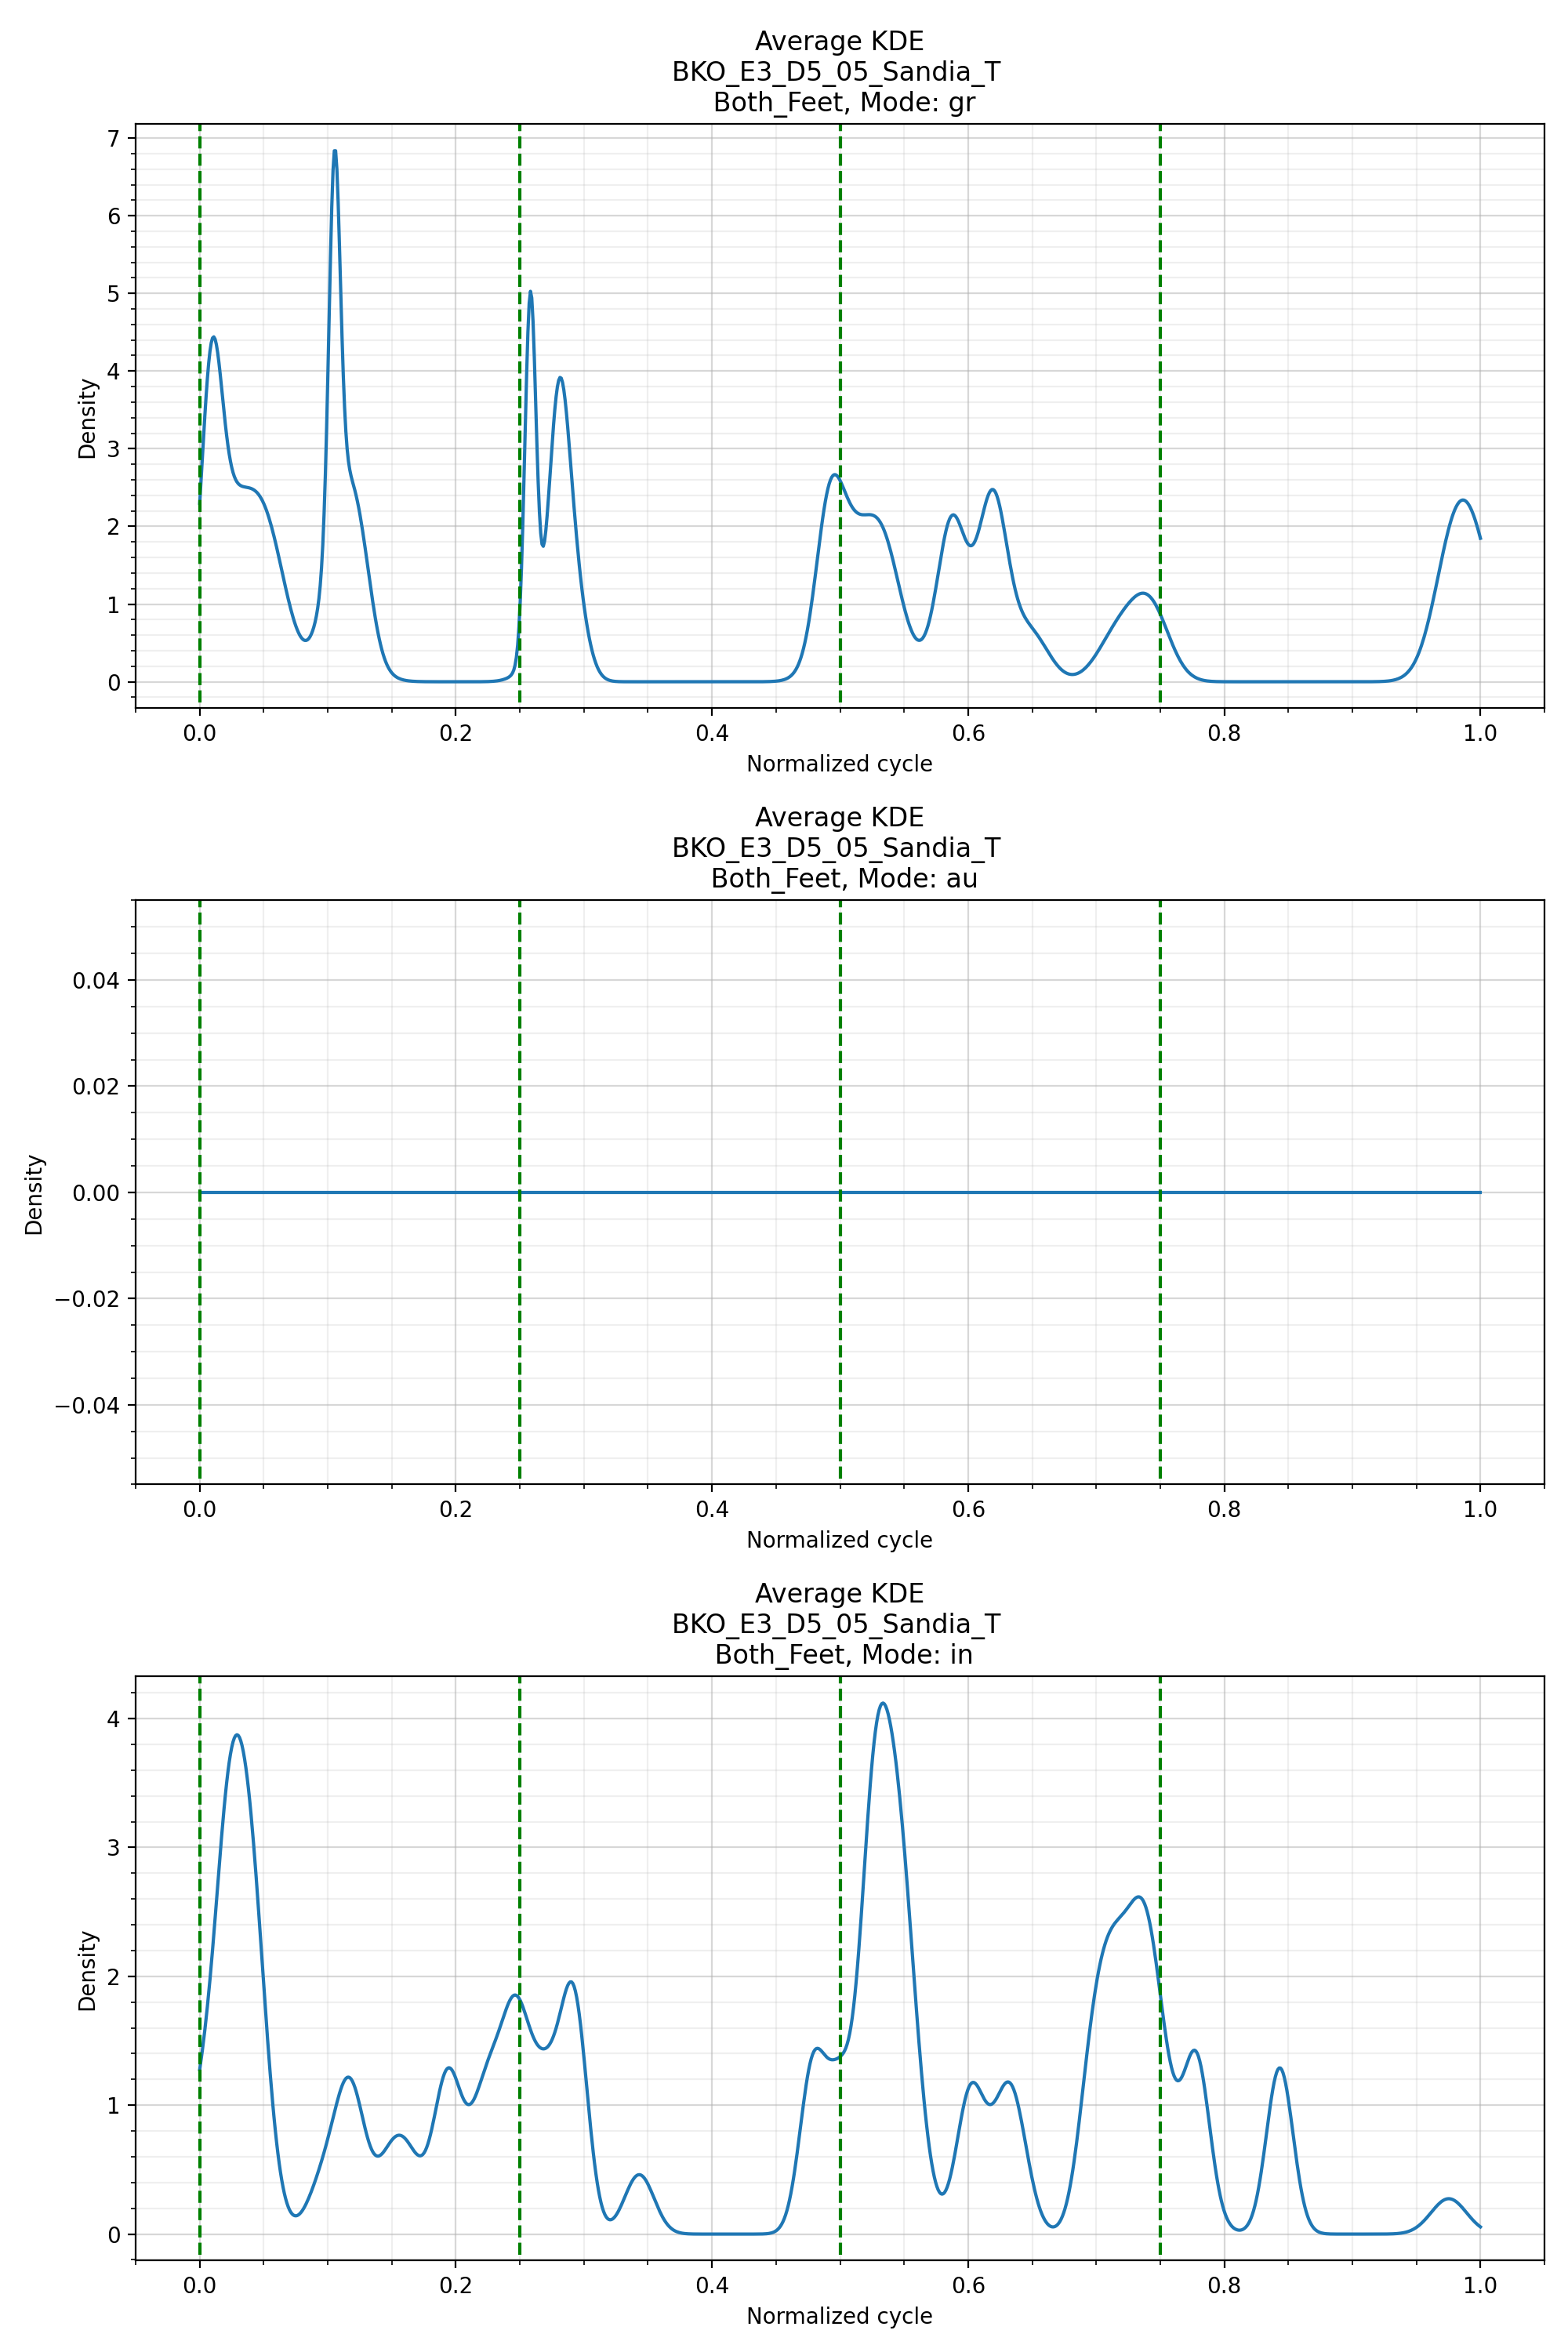 Average KDE
BKO_E3_D5_05_Sandia_T
Both_Feet, Mode: gr
7
6
5
4
3
2
1
0
Density
0.0 0.2 0.4 0.6 0.8 1.0
Normalized cycle
Average KDE
BKO_E3_D5_05_Sandia_T
Both_Feet, Mode: au
0.04
0.02
0.00
−0.02
−0.04
Density
0.0 0.2 0.4 0.6 0.8 1.0
Normalized cycle
Average KDE
BKO_E3_D5_05_Sandia_T
Both_Feet, Mode: in
4
3
2
1
0
Density
0.0 0.2 0.4 0.6 0.8 1.0
Normalized cycle